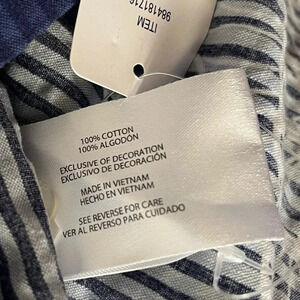 ITEM
100% COTTON
100% ALGODÓN
EXCLUSIVE OF DECORATION
EXCLUSIVO DE DECORACIÓN
MADE IN VIETNAM
HECHO EN VIETNAM
SEE REVERSE FOR CARE
VER AL REVERSO PARA CUIDADO